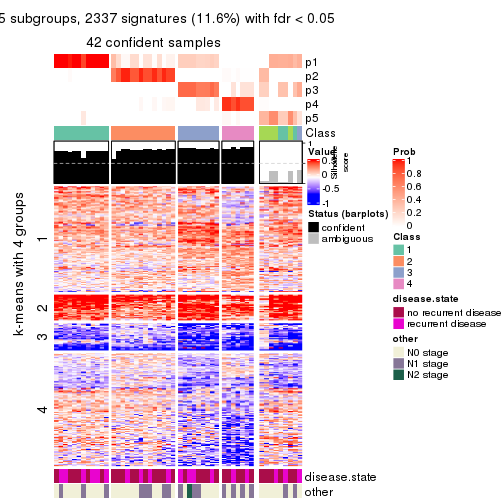 5 subgroups, 2337 signatures (11.6%) with fdr < 0.05
42 confident samples
p1
p2
p3
p4
p5
Class
1
Silhouette
score
Value
0.5
0
-0.5
-1
Status (barplots)
confident
ambiguous
Prob
1
0.8
0.6
0.4
0.2
0
Class
1
2
3
4
disease.state
no recurrent disease
recurrent disease
other
N0 stage
N1 stage
N2 stage
k-means with 4 groups
1
2
3
4
disease.state
other